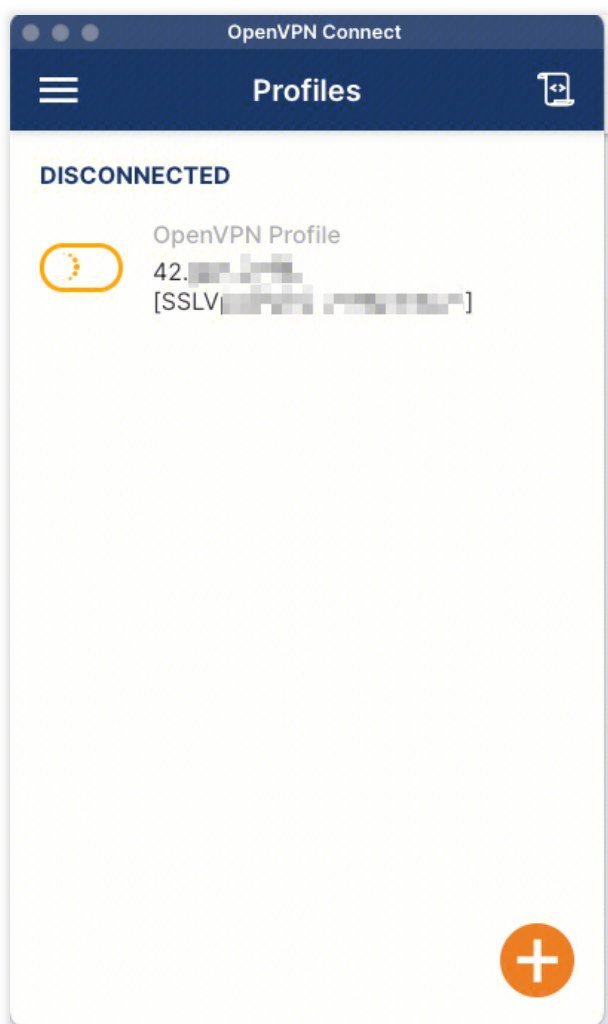 OpenVPN Connect
Profiles
DISCONNECTED
OpenVPN Profile
42.
[SSLV ]